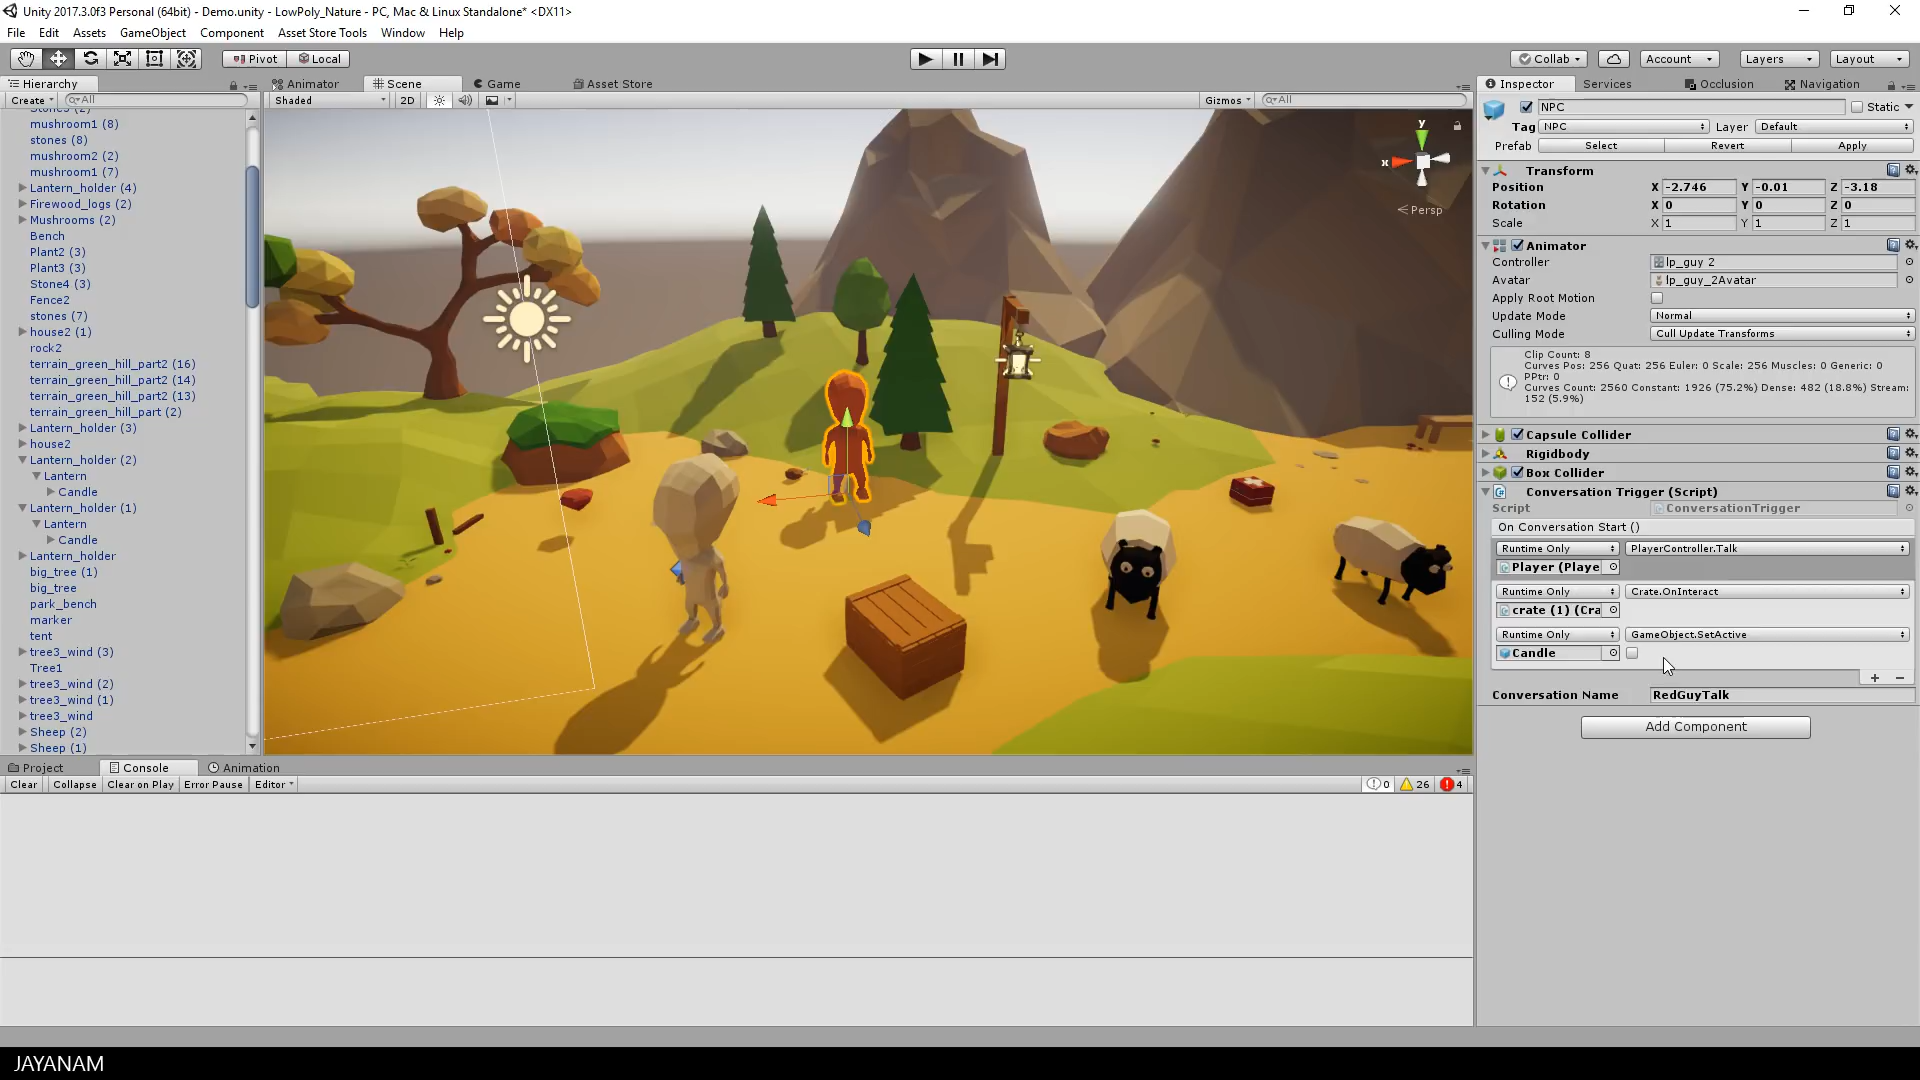 Unity 2017.3.0f3 Personal (64bit) - Demo.unity - LowPoly_Nature - PC, Mac & Linux Standalone* <DX11>
File Edit Assets GameObject Component Asset Store Tools Window Help
Pivot Local Collab Account Layers Layout
Hierarchy Animator Scene Game Asset Store Inspector Services Occlusion Navigation
Create All Shaded 2D Gizmos All
mushroom1 (8)
stones (8)
mushroom2 (2)
mushroom1 (7)
Lantern_holder (4)
Firewood_logs (2)
Mushrooms (2)
Bench
Plant2 (3)
Plant3 (3)
Stone4 (3)
Fence2
stones (7)
house2 (1)
rock2
terrain_green_hill_part2 (16)
terrain_green_hill_part2 (14)
terrain_green_hill_part2 (13)
terrain_green_hill_part (2)
Lantern_holder (3)
house2
Lantern_holder (2)
Lantern
Candle
Lantern_holder (1)
Lantern
Candle
Lantern_holder
big_tree (1)
big_tree
park_bench
marker
tent
tree3_wind (3)
Tree1
tree3_wind (2)
tree3_wind (1)
tree3_wind
Sheep (2)
Sheep (1)
y
x
Persp
NPC Static
Tag NPC Layer Default
Prefab Select Revert Apply
Transform
Position X -2.746 Y -0.01 Z -3.18
Rotation X 0 Y 0 Z 0
Scale X 1 Y 1 Z 1
Animator
Controller lp_guy 2
Avatar lp_guy_2Avatar
Apply Root Motion
Update Mode Normal
Culling Mode Cull Update Transforms
Clip Count: 8
Curves Pos: 256 Quat: 256 Euler: 0 Scale: 256 Muscles: 0 Generic: 0
PPtr: 0
Curves Count: 2560 Constant: 1926 (75.2%) Dense: 482 (18.8%) Stream:
152 (5.9%)
Capsule Collider
Rigidbody
Box Collider
Conversation Trigger (Script)
Script ConversationTrigger
On Conversation Start ()
Runtime Only PlayerController.Talk
Player (Playe
Runtime Only Crate.OnInteract
crate (1) (Cra
Runtime Only GameObject.SetActive
Candle
Conversation Name RedGuyTalk
Add Component
Project Console Animation
Clear Collapse Clear on Play Error Pause Editor 0 26 4
JAYANAM